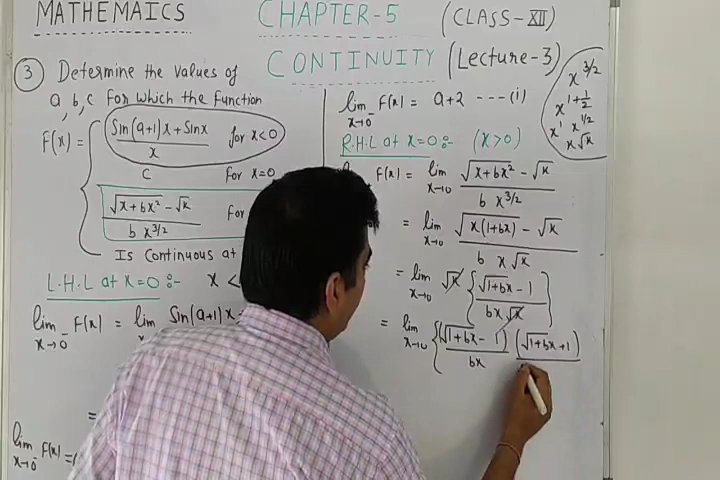 MATHEMAICS CHAPTER-5 (CLASS-XII)
CONTINUITY (Lecture-3)
③ Determine the values of
a, b, c for which the function
F(x) = { Sin(a+1)x + Sinx / x for x<0
c for x=0
√x+bx² - √x / b x^3/2 for
Is Continuous at
L.H.L at x=0 :- x <
lim x→0⁻ F(x) = lim Sin(a+1)x
=
lim x→0⁻ F(x) =
lim x→0⁻ F(x) = a+2 ---(i)
R.H.L at x=0 :- (x>0)
F(x) = lim x→0 √x+bx² - √x / b x^3/2
= lim x→0 √x(1+bx) - √x / b x√x
= lim x→0 √x { √1+bx - 1 / bx√x }
= lim x→0 { (√1+bx - 1) / bx (√1+bx + 1)
x^3/2
x^1+1/2
x¹ x^1/2
x√x